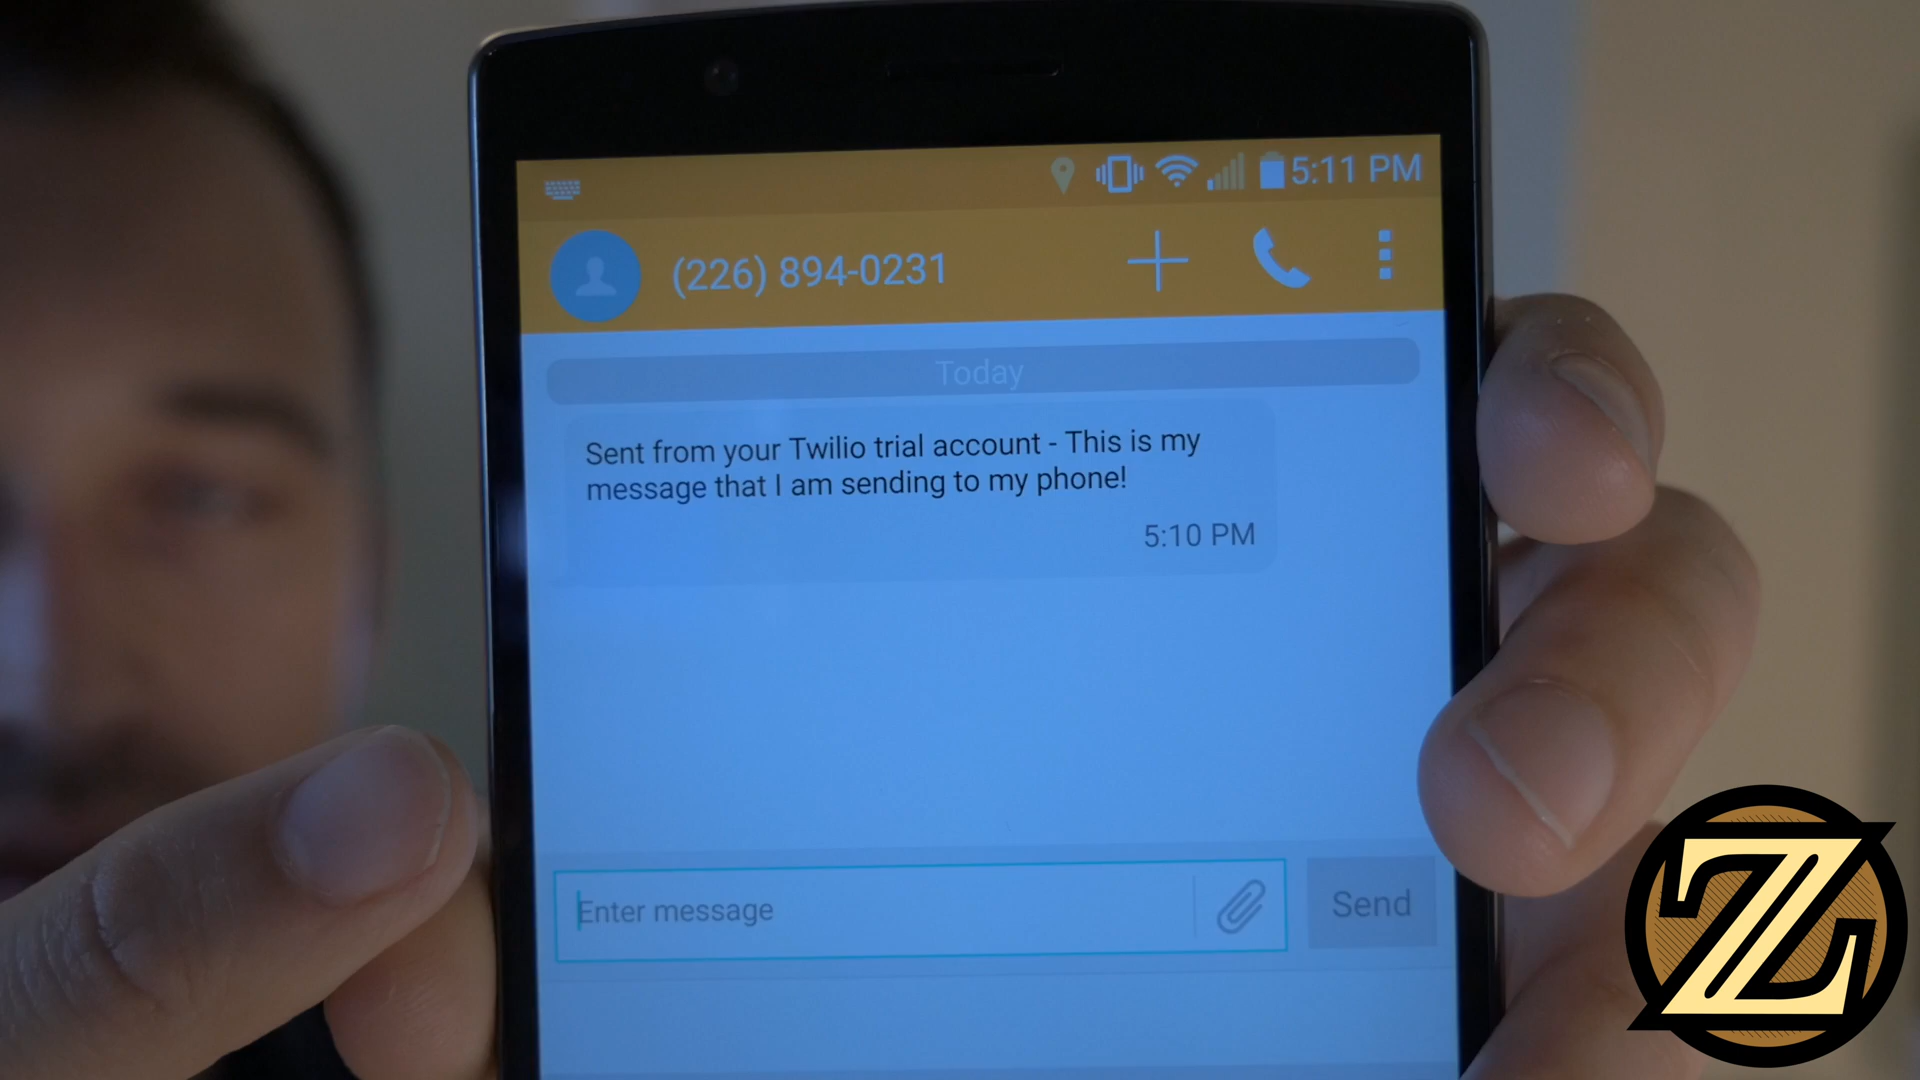 5:11 PM
(226) 894-0231
Today
Sent from your Twilio trial account - This is my
message that I am sending to my phone!
5:10 PM
Enter message
Send
Z